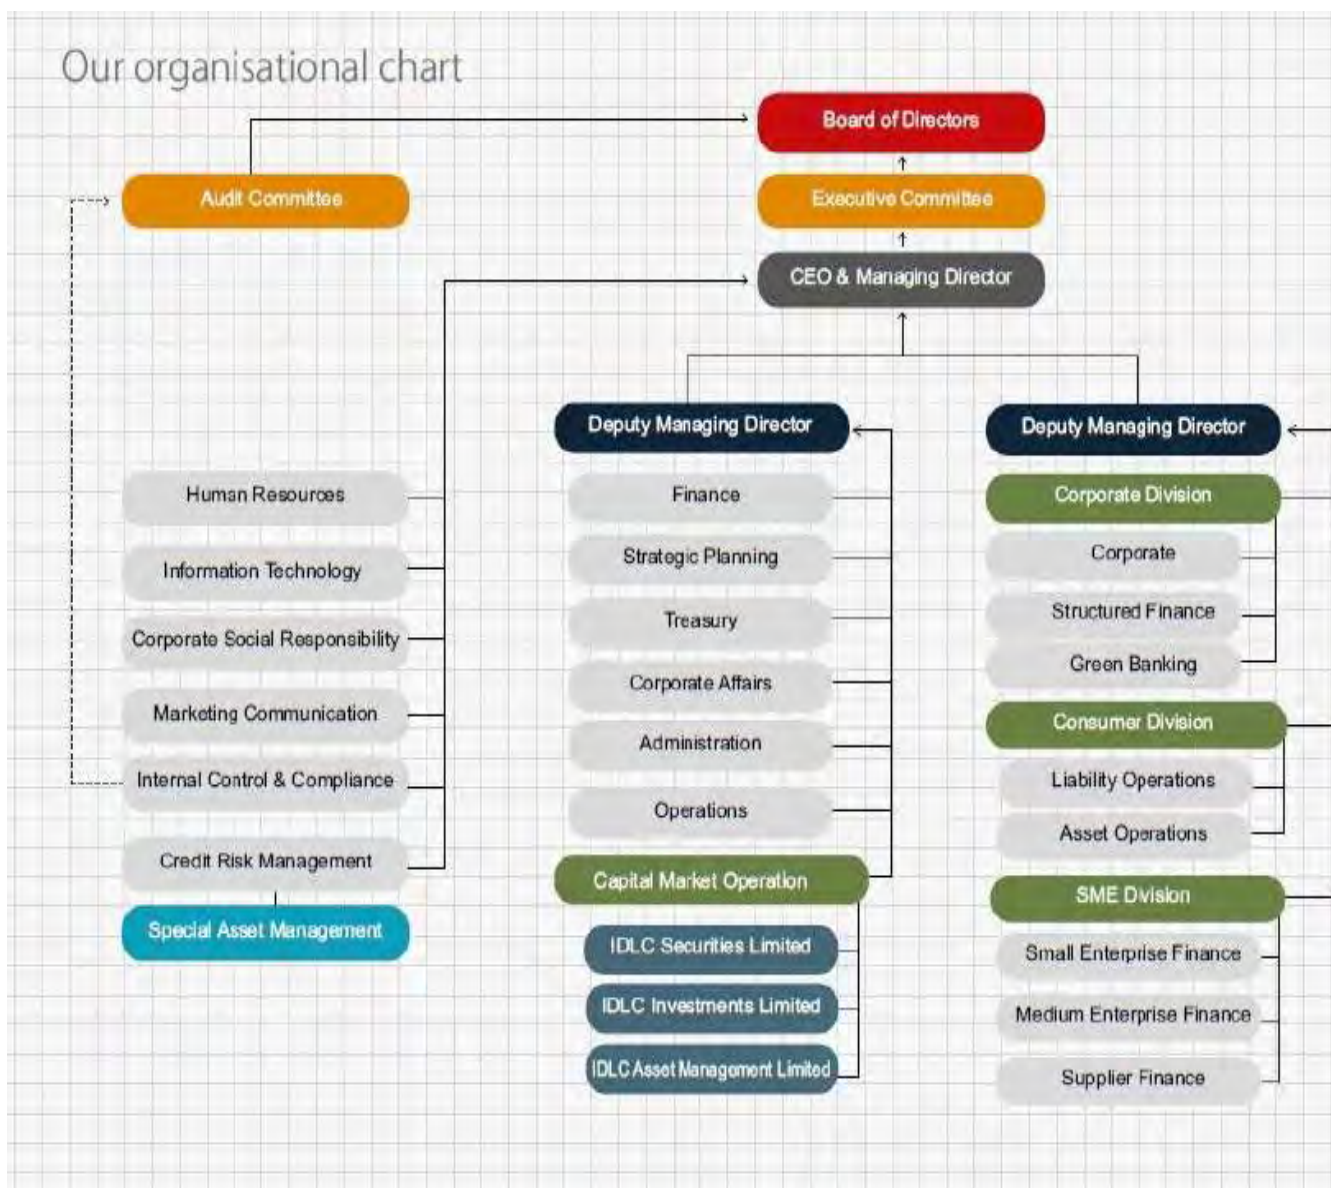 Our organisational chart
Board of Directors
Audit Committee
Executive Committee
CEO & Managing Director
Human Resources
Information Technology
Corporate Social Responsibility
Marketing Communication
Internal Control & Compliance
Credit Risk Management
Special Asset Management
Deputy Managing Director
Finance
Strategic Planning
Treasury
Corporate Affairs
Administration
Operations
Capital Market Operation
IDLC Securities Limited
IDLC Investments Limited
IDLC Asset Management Limited
Deputy Managing Director
Corporate Division
Corporate
Structured Finance
Green Banking
Consumer Division
Liability Operations
Asset Operations
SME Division
Small Enterprise Finance
Medium Enterprise Finance
Supplier Finance